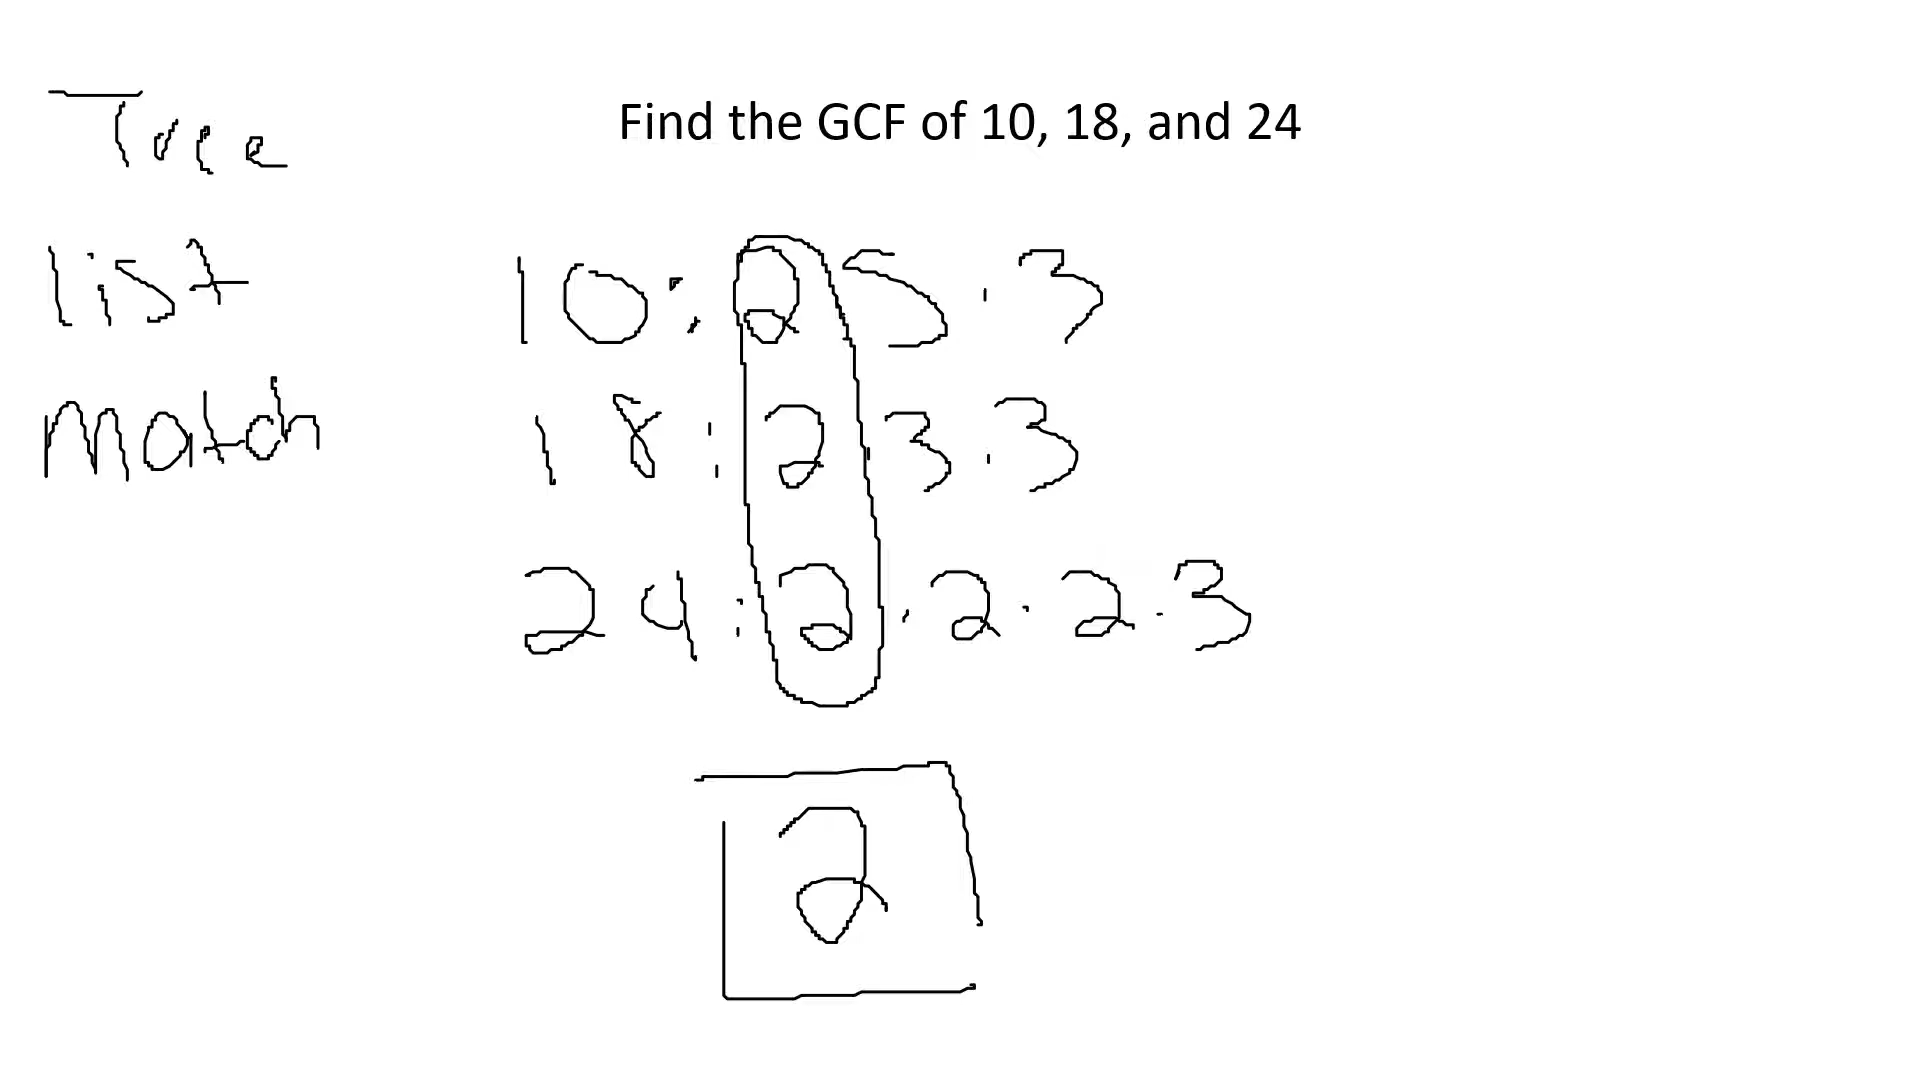 Find the GCF of 10, 18, and 24
Tree
list
match
10: 2 5 · 3
18: 2 · 3 · 3
24: 2 · 2 · 2 · 3
2